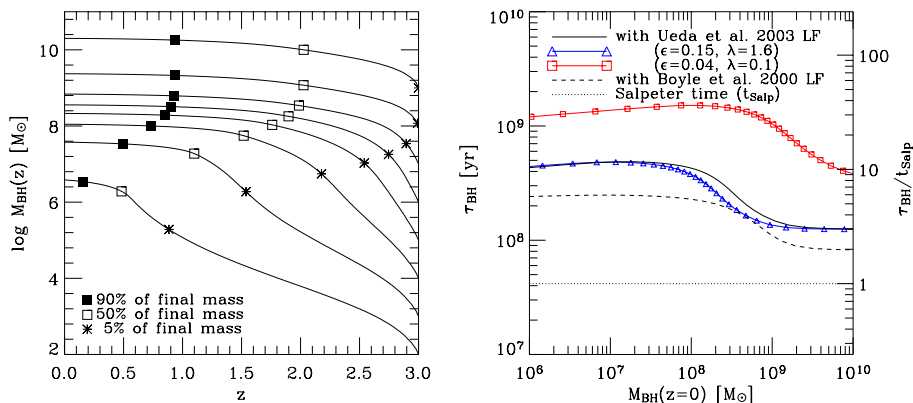 10
8
6
4
2
log M_BH(z) [M⊙]
90% of final mass
50% of final mass
5% of final mass
0.0 0.5 1.0 1.5 2.0 2.5 3.0
z
10^10
10^9
10^8
10^7
τ_BH [yr]
with Ueda et al. 2003 LF
(ϵ=0.15, λ=1.6)
(ϵ=0.04, λ=0.1)
with Boyle et al. 2000 LF
Salpeter time (t_Salp)
100
10
1
τ_BH/t_Salp
10^6 10^7 10^8 10^9 10^10
M_BH(z=0) [M⊙]